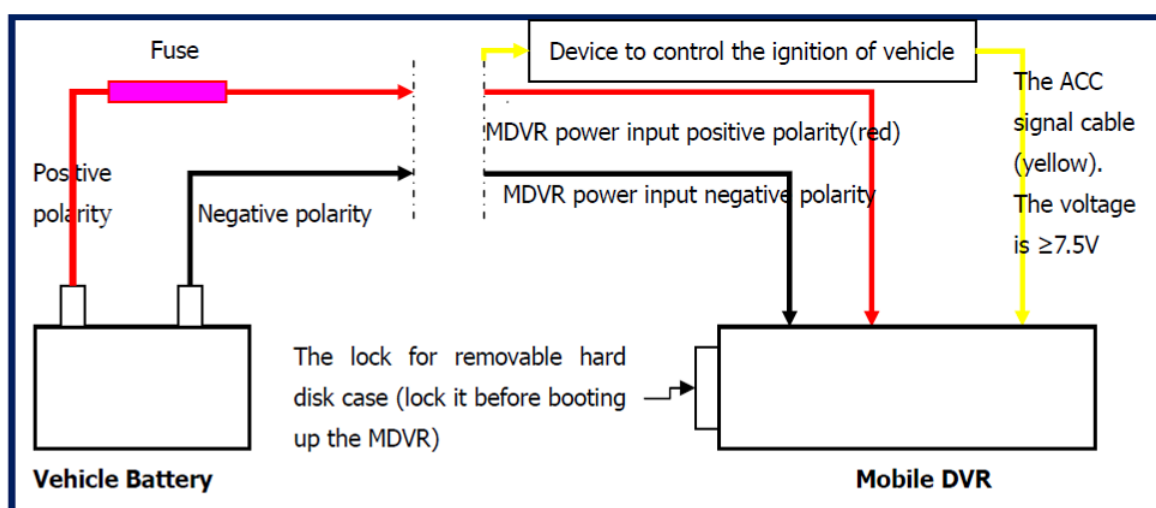 Fuse
Device to control the ignition of vehicle
The ACC
signal cable
(yellow).
The voltage
is ≥7.5V
MDVR power input positive polarity(red)
Positive
polarity
Negative polarity
MDVR power input negative polarity
The lock for removable hard
disk case (lock it before booting
up the MDVR)
Vehicle Battery
Mobile DVR